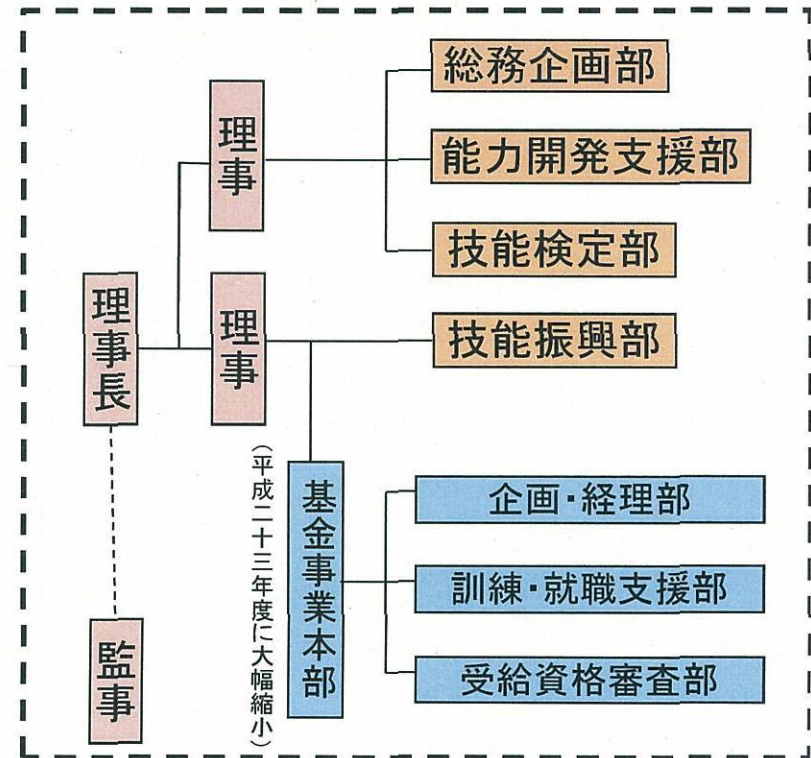 総務企画部
理事
能力開発支援部
技能検定部
理事長
理事
技能振興部
（平成二十三年度に大幅縮小）
基金事業本部
企画・経理部
訓練・就職支援部
受給資格審査部
監事